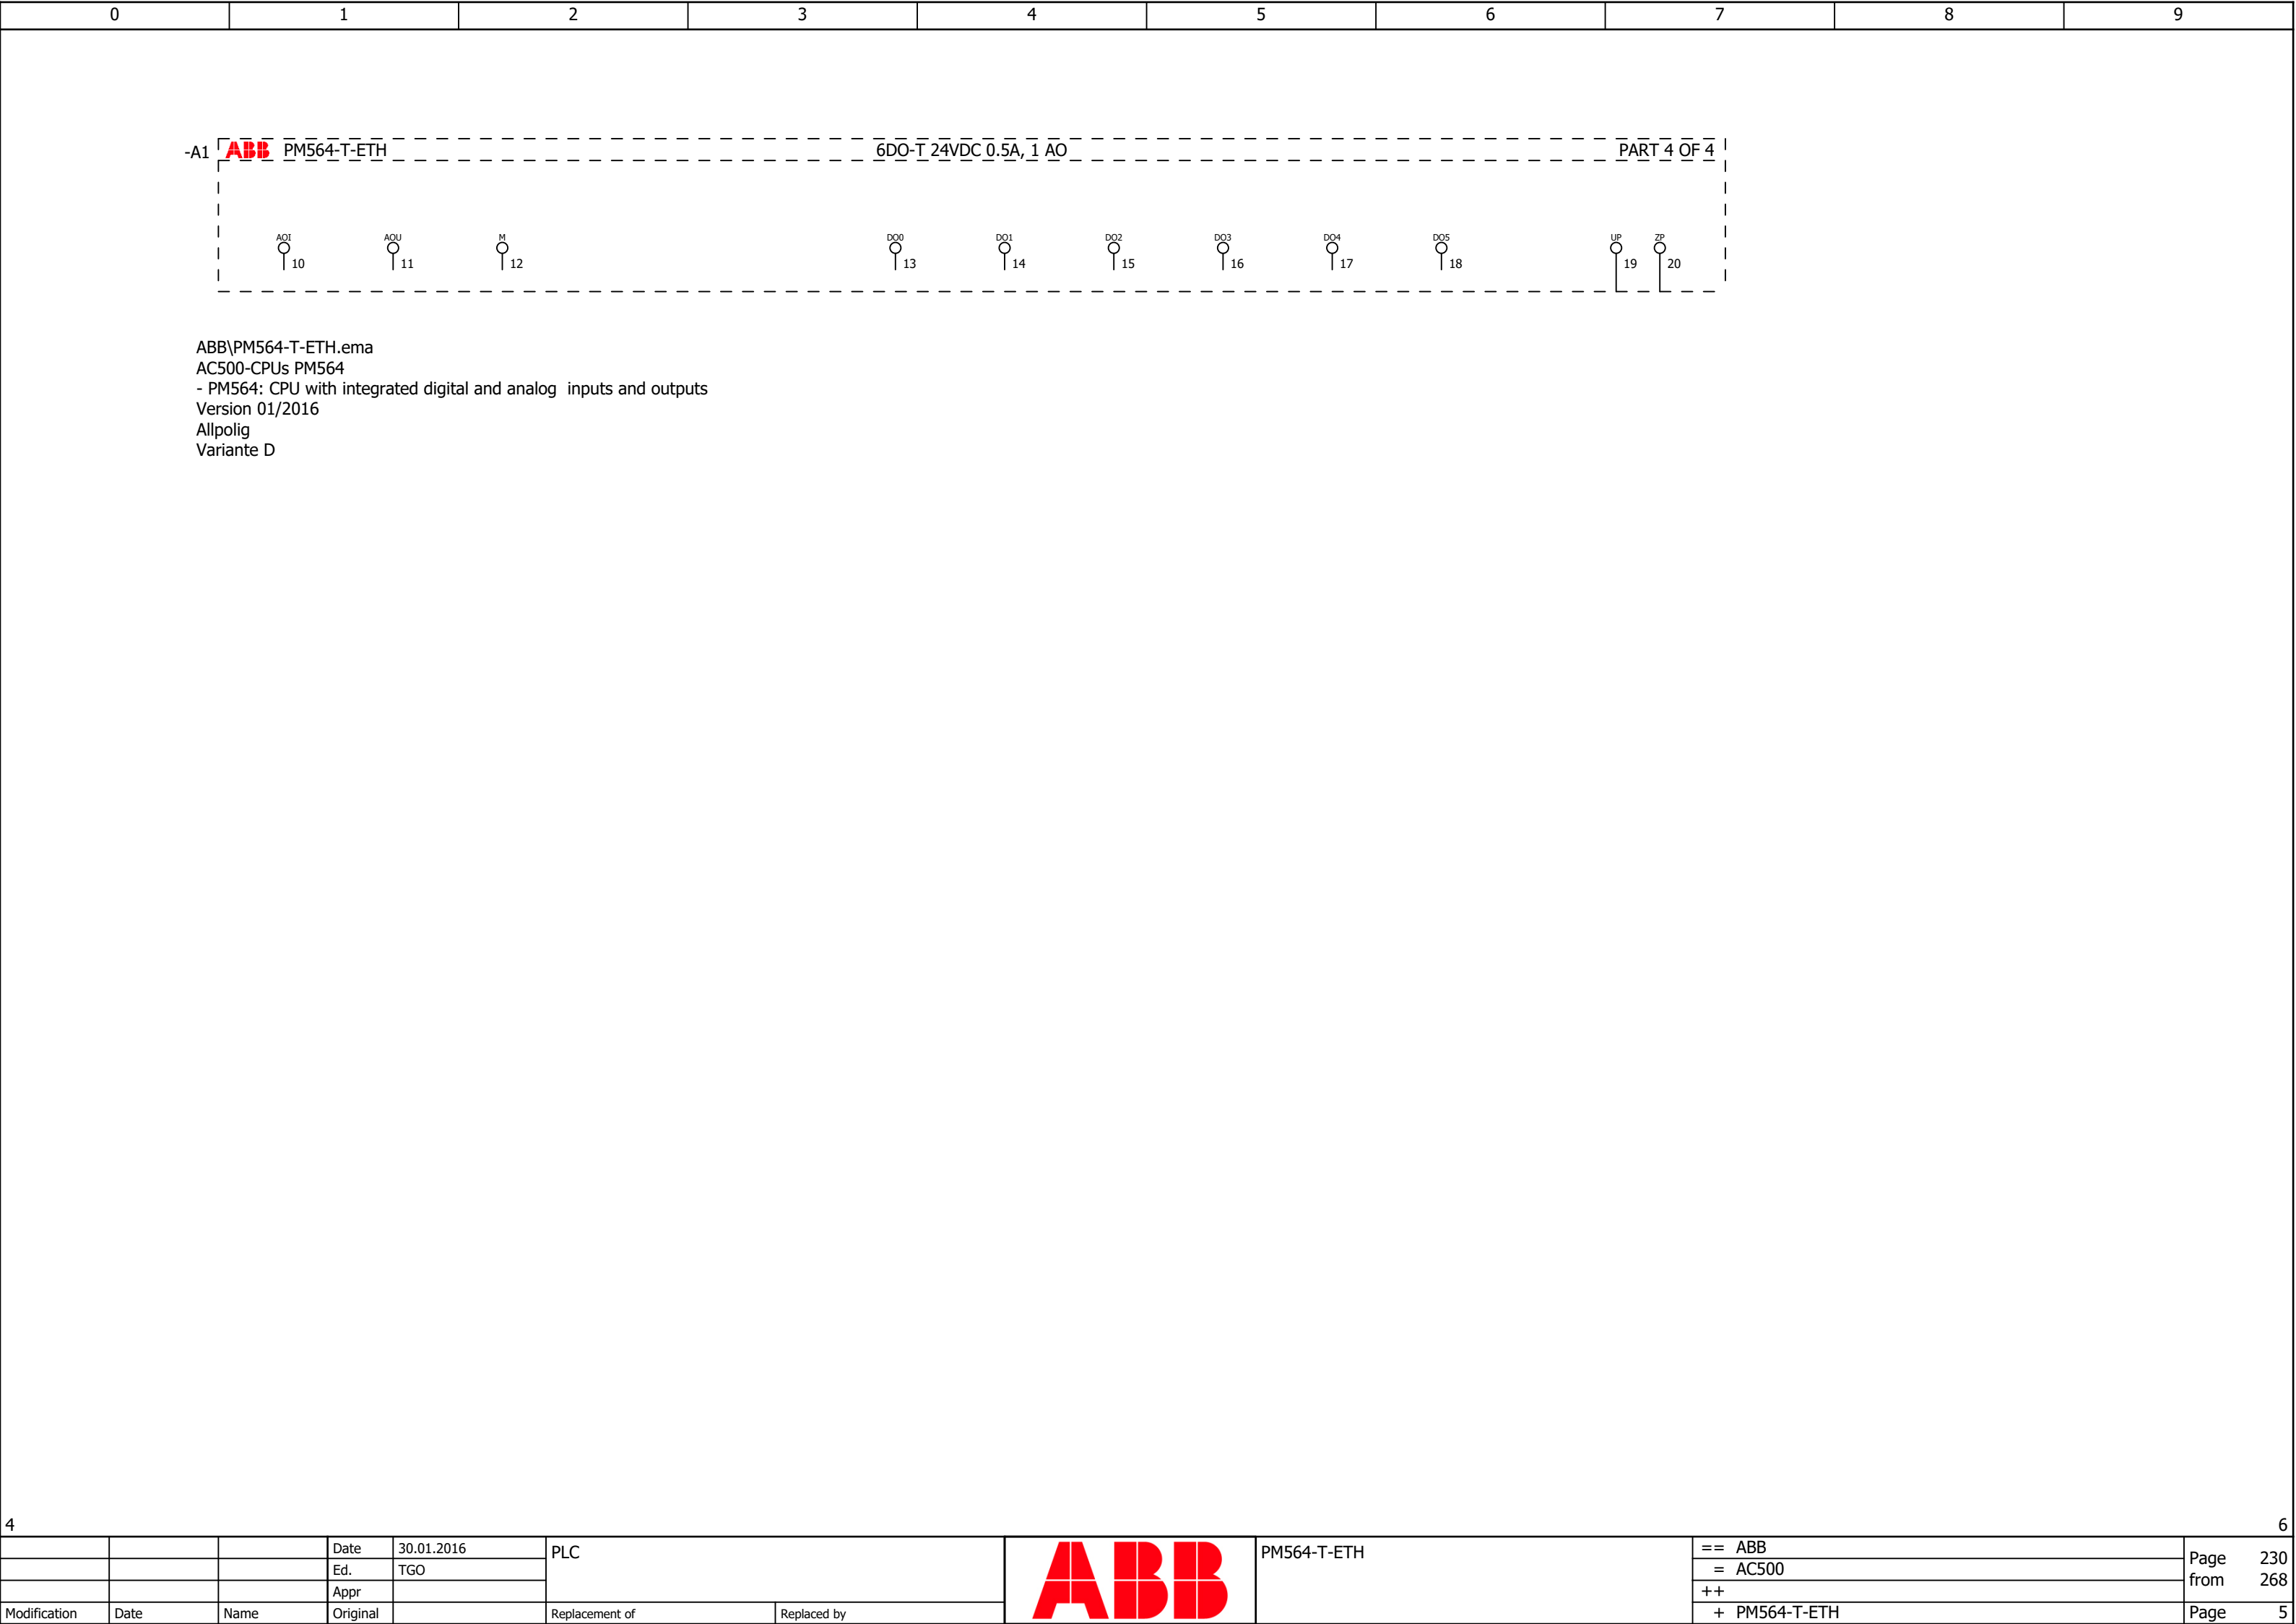 0 1 2 3 4 5 6 7 8 9
-A1 ABB PM564-T-ETH 6DO-T 24VDC 0.5A, 1 AO PART 4 OF 4
AOI AOU M DO0 DO1 DO2 DO3 DO4 DO5 UP ZP
10 11 12 13 14 15 16 17 18 19 20
ABB\PM564-T-ETH.ema
AC500-CPUs PM564
- PM564: CPU with integrated digital and analog  inputs and outputs
Version 01/2016
Allpolig
Variante D
4 6
Date 30.01.2016 PLC ABB PM564-T-ETH == ABB Page 230
Ed. TGO = AC500 from 268
Appr ++
Modification Date Name Original Replacement of Replaced by + PM564-T-ETH Page 5